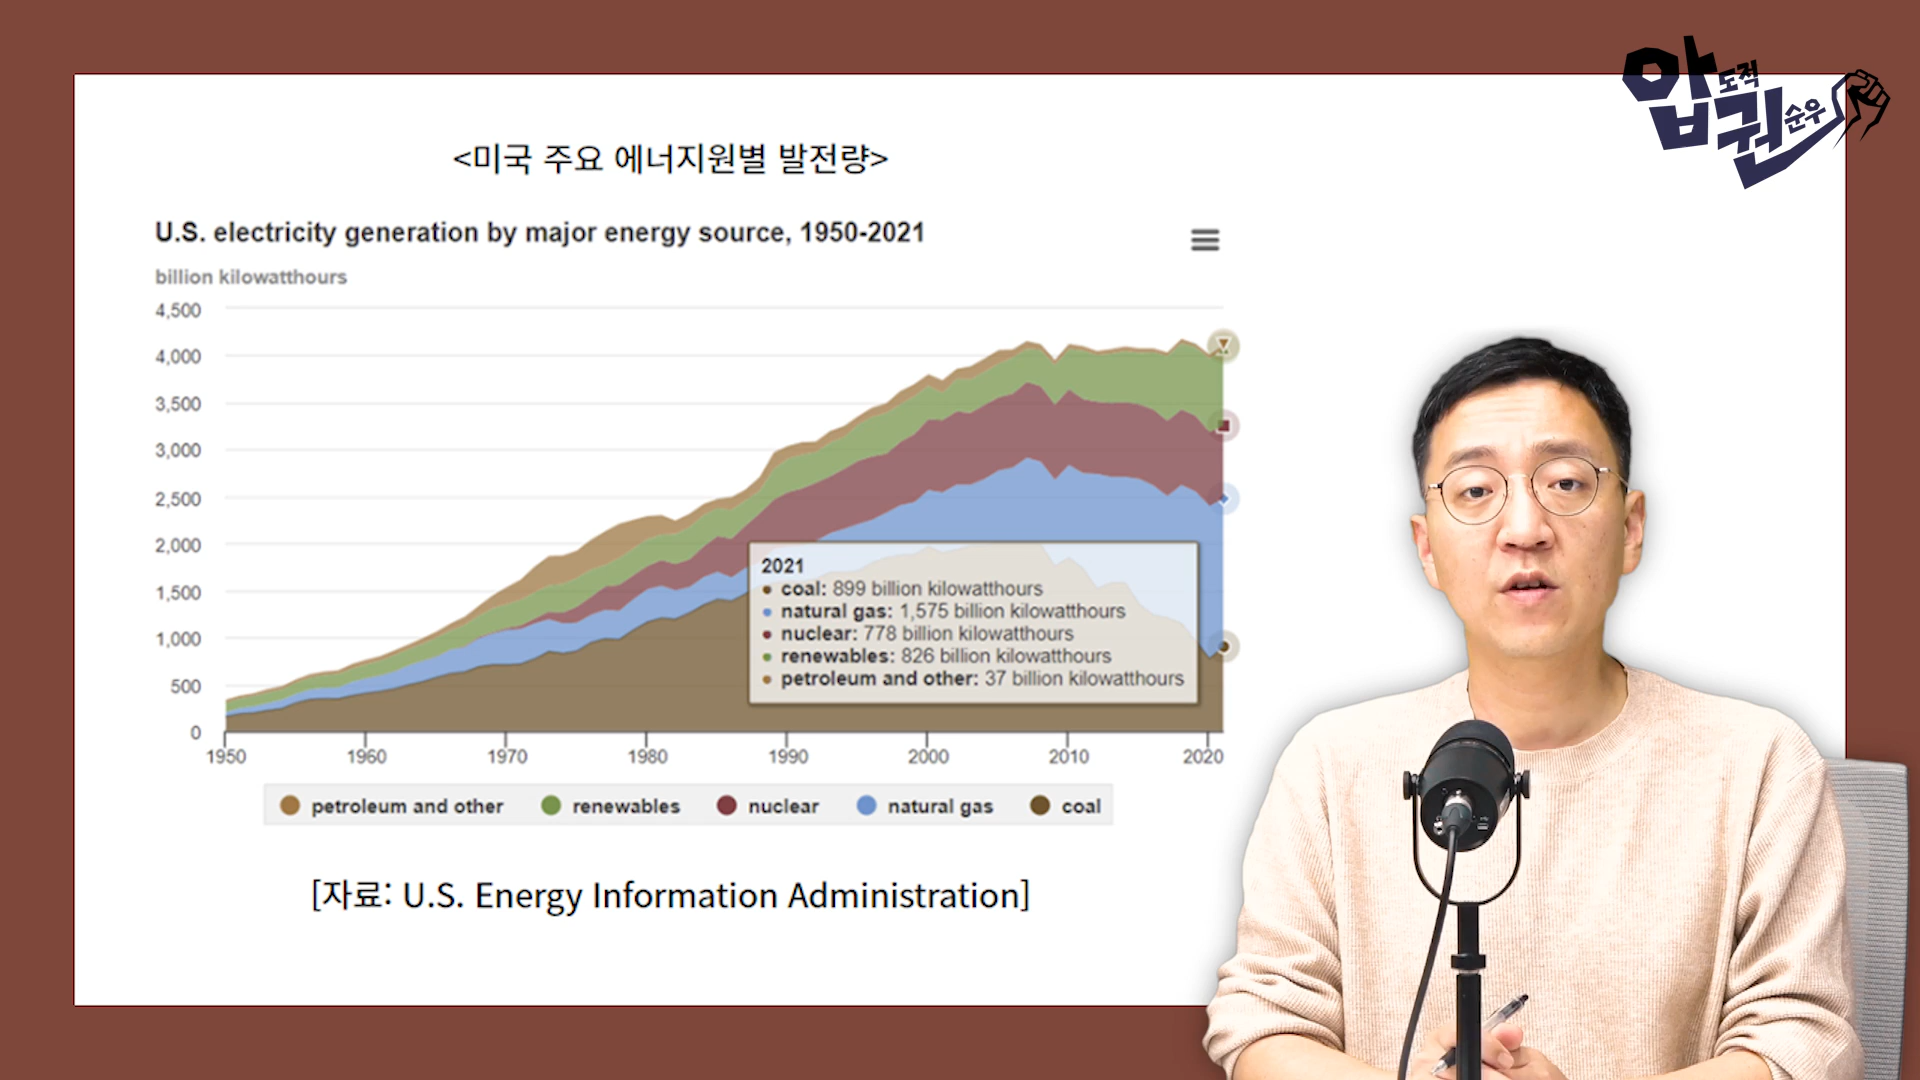 압도적
권순우
<미국 주요 에너지원별 발전량>
U.S. electricity generation by major energy source, 1950-2021
billion kilowatthours
4,500
4,000
3,500
3,000
2,500
2,000
1,500
1,000
500
0
2021
coal: 899 billion kilowatthours
natural gas: 1,575 billion kilowatthours
nuclear: 778 billion kilowatthours
renewables: 826 billion kilowatthours
petroleum and other: 37 billion kilowatthours
1950 1960 1970 1980 1990 2000 2010 2020
petroleum and other renewables nuclear natural gas coal
[자료: U.S. Energy Information Administration]